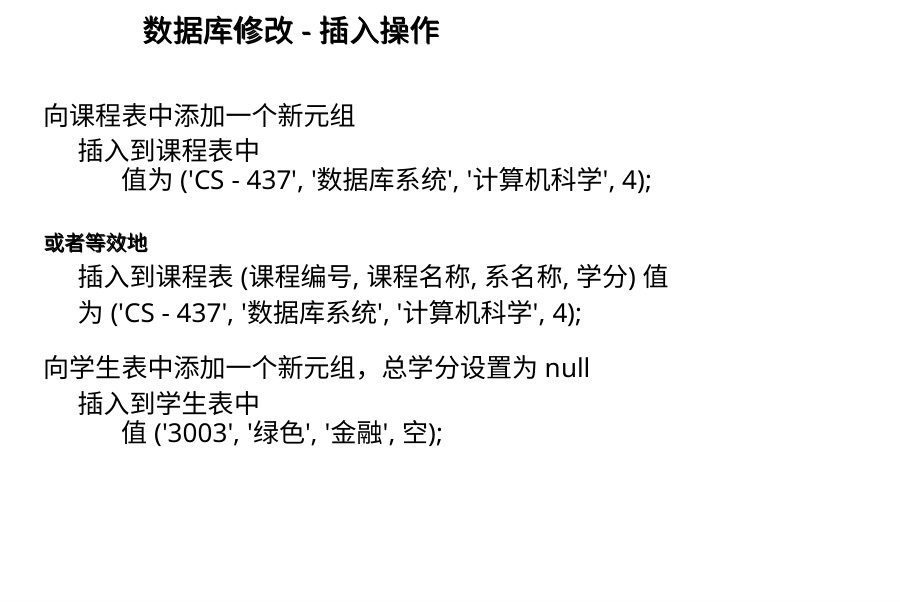 数据库修改 - 插入操作
向课程表中添加一个新元组
插入到课程表中
值为 ('CS - 437', '数据库系统', '计算机科学', 4);
或者等效地
插入到课程表 (课程编号, 课程名称, 系名称, 学分) 值
为 ('CS - 437', '数据库系统', '计算机科学', 4);
向学生表中添加一个新元组，总学分设置为 null
插入到学生表中
值 ('3003', '绿色', '金融', 空);